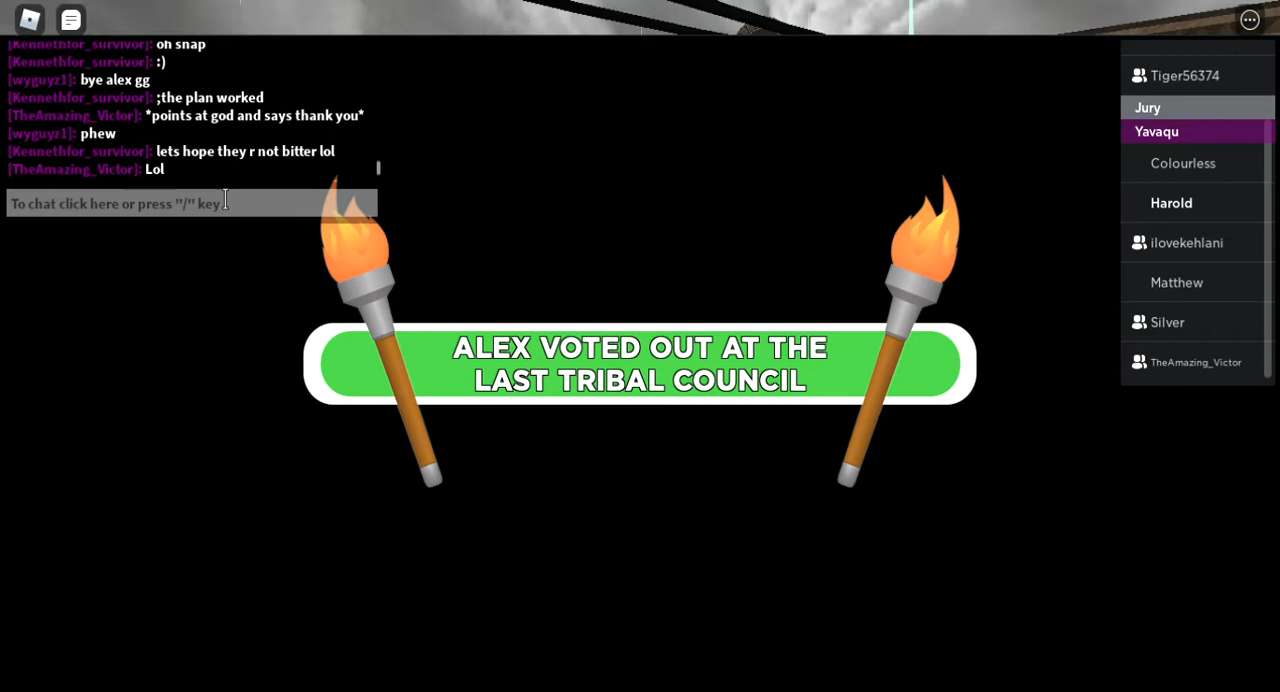 [Kennethfor_survivor]: oh snap
[Kennethfor_survivor]: :)
[wyguyz1]: bye alex gg
[Kennethfor_survivor]: ;the plan worked
[TheAmazing_Victor]: *points at god and says thank you*
[wyguyz1]: phew
[Kennethfor_survivor]: lets hope they r not bitter lol
[TheAmazing_Victor]: Lol
To chat click here or press "/" key
ALEX VOTED OUT AT THE
LAST TRIBAL COUNCIL
Tiger56374
Jury
Yavaqu
Colourless
Harold
ilovekehlani
Matthew
Silver
TheAmazing_Victor